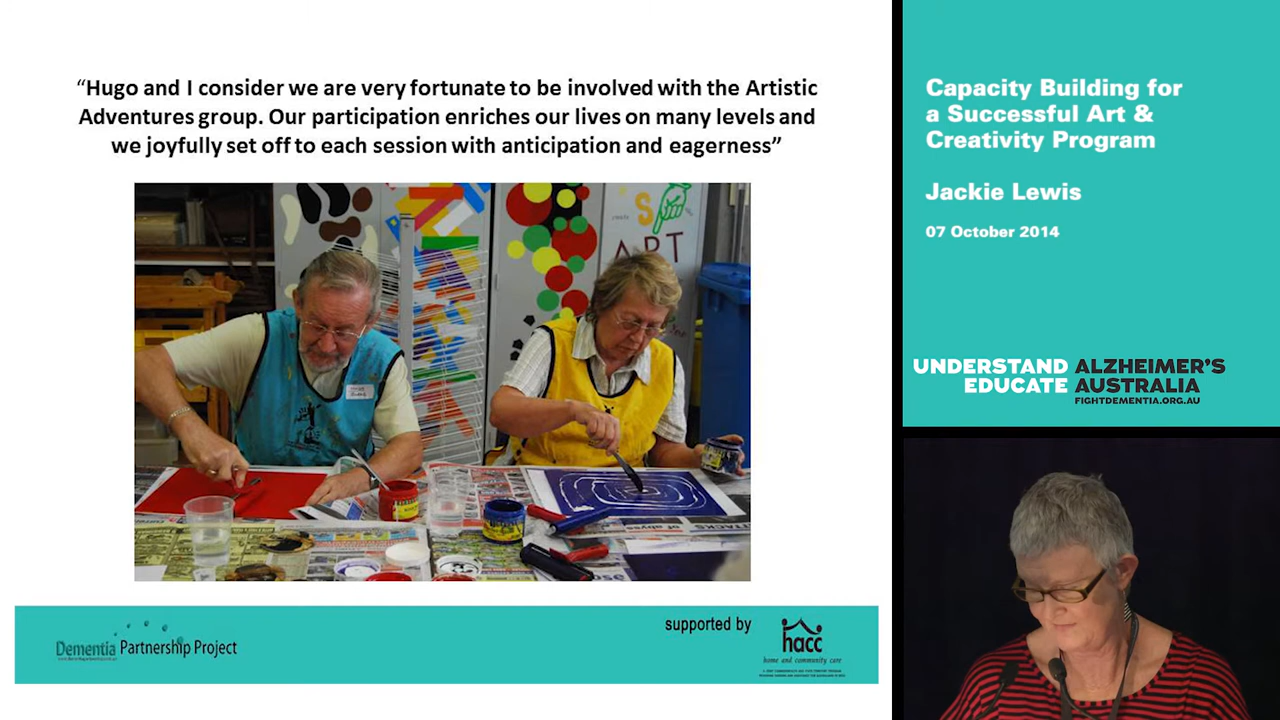 “Hugo and I consider we are very fortunate to be involved with the Artistic
Adventures group. Our participation enriches our lives on many levels and
we joyfully set off to each session with anticipation and eagerness”
S
ART
Dementia Partnership Project
supported by
hacc
home and community care
Capacity Building for
a Successful Art &
Creativity Program
Jackie Lewis
07 October 2014
UNDERSTAND ALZHEIMER’S
EDUCATE AUSTRALIA
FIGHTDEMENTIA.ORG.AU